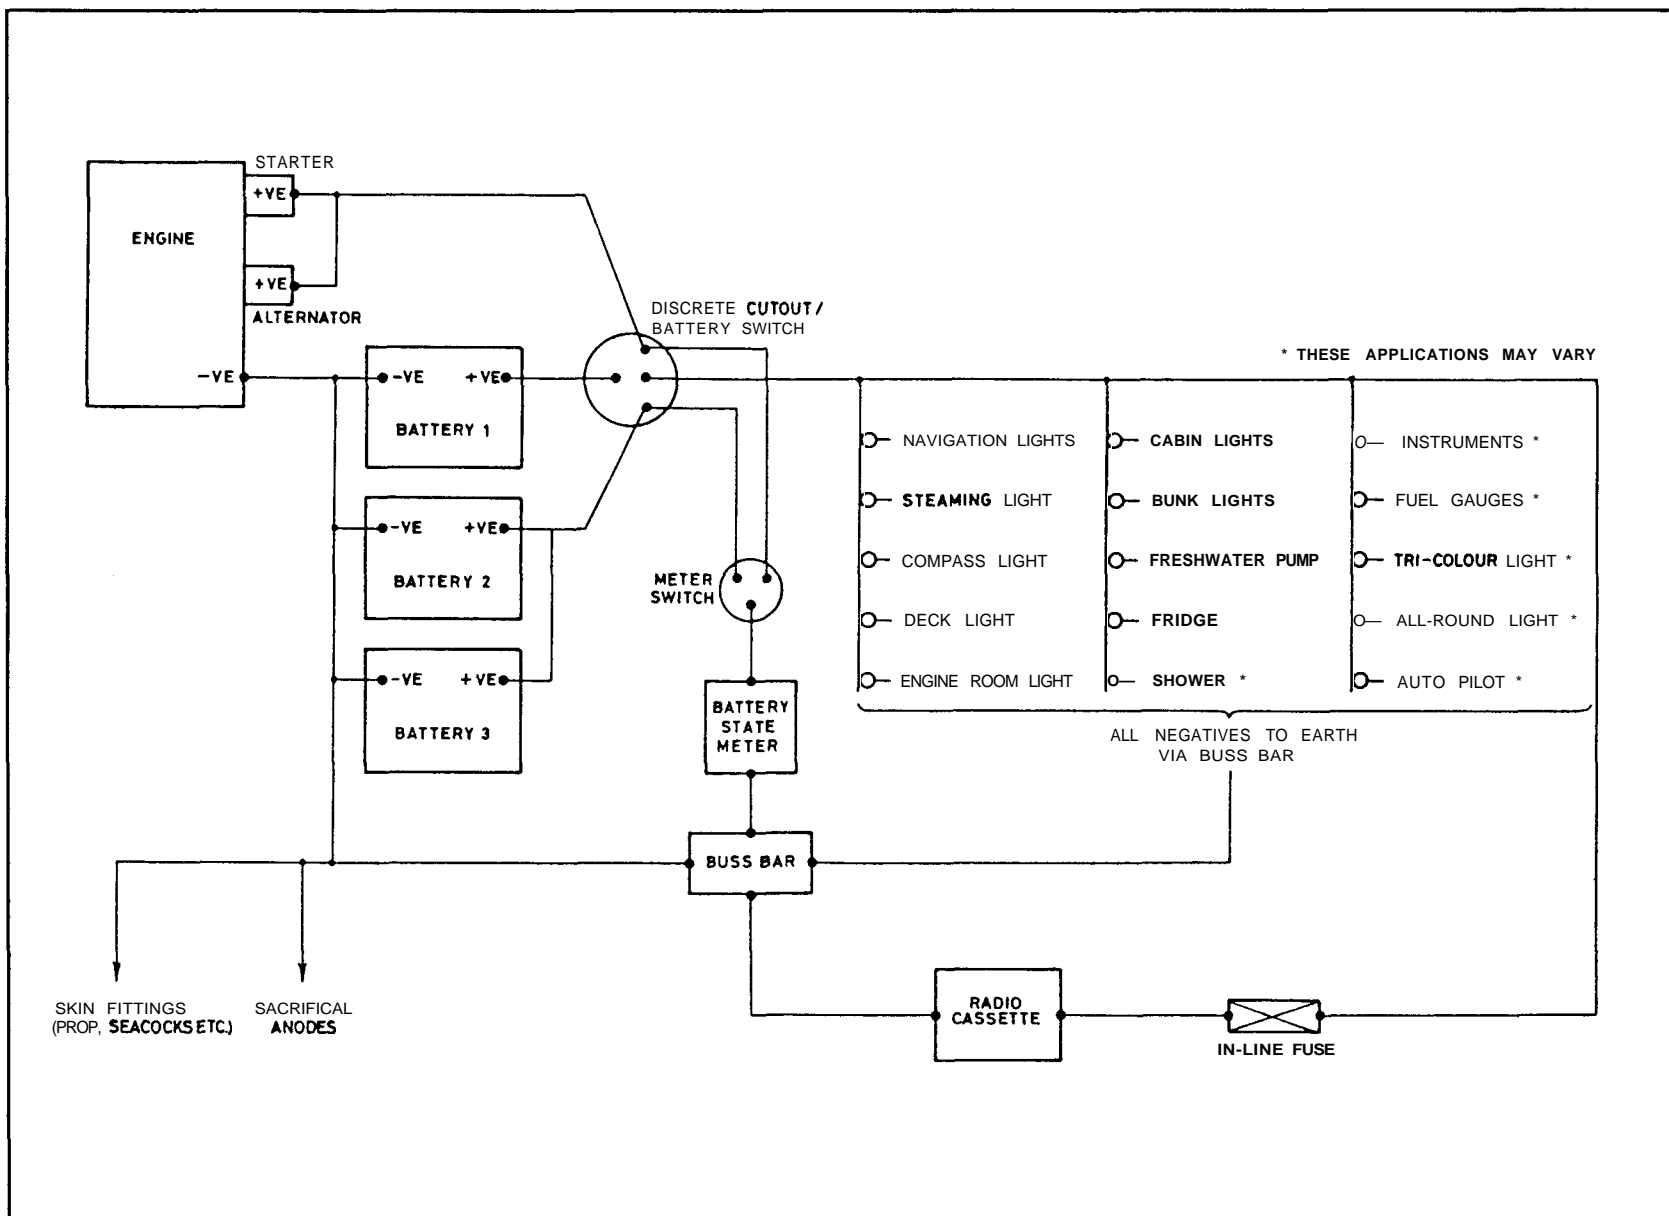 STARTER
+VE
ENGINE
+VE
ALTERNATOR
-VE
-VE +VE
BATTERY 1
-VE +VE
BATTERY 2
-VE +VE
BATTERY 3
DISCRETE CUTOUT/
BATTERY SWITCH
METER
SWITCH
BATTERY
STATE
METER
BUSS BAR
* THESE APPLICATIONS MAY VARY
NAVIGATION LIGHTS
STEAMING LIGHT
COMPASS LIGHT
DECK LIGHT
ENGINE ROOM LIGHT
CABIN LIGHTS
BUNK LIGHTS
FRESHWATER PUMP
FRIDGE
SHOWER *
INSTRUMENTS *
FUEL GAUGES *
TRI-COLOUR LIGHT *
ALL-ROUND LIGHT *
AUTO PILOT *
ALL NEGATIVES TO EARTH
VIA BUSS BAR
SKIN FITTINGS
(PROP, SEACOCKS ETC.)
SACRIFICAL
ANODES
RADIO
CASSETTE
IN-LINE FUSE